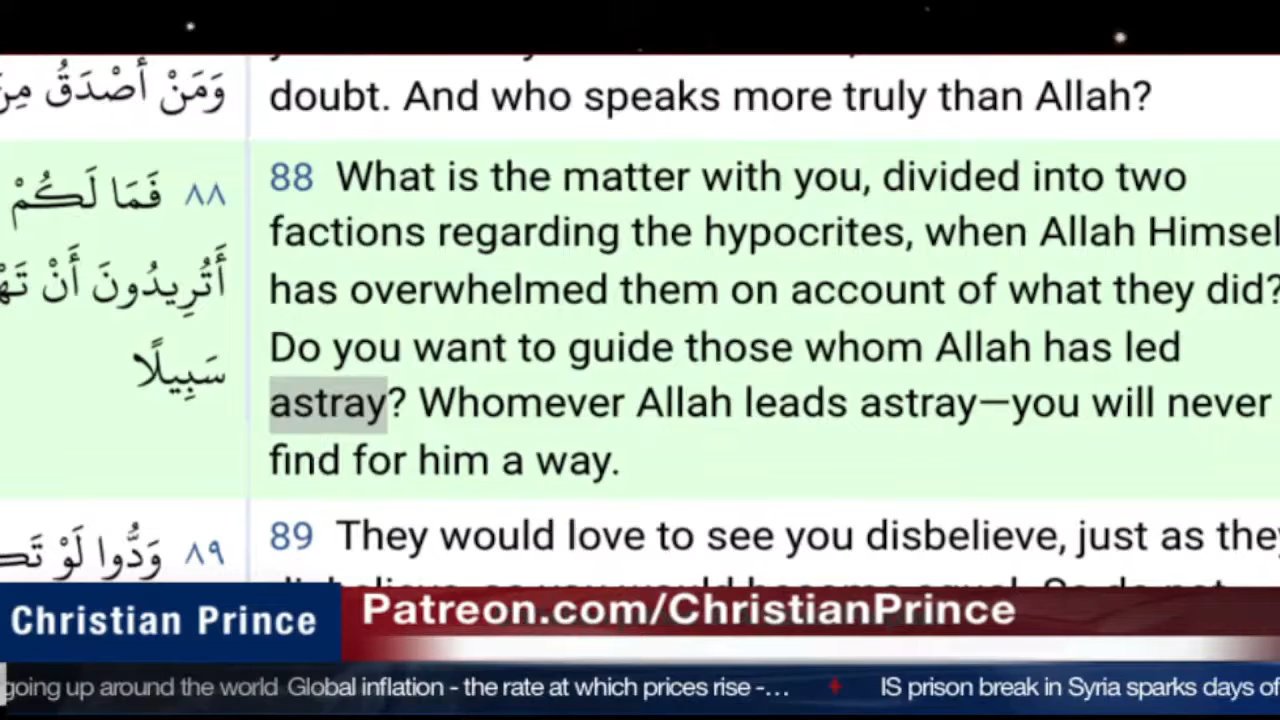 doubt. And who speaks more truly than Allah?
وَمَنْ أَصْدَقُ مِنَ
88 What is the matter with you, divided into two
factions regarding the hypocrites, when Allah Himsel
has overwhelmed them on account of what they did?
Do you want to guide those whom Allah has led
astray? Whomever Allah leads astray—you will never
find for him a way.
٨٨ فَمَا لَكُمْ
أَتُرِيدُونَ أَنْ تَهْ
سَبِيلًا
89 They would love to see you disbelieve, just as they
٨٩ وَدُّوا لَوْ تَك
Christian Prince
Patreon.com/ChristianPrince
going up around the world Global inflation - the rate at which prices rise -... IS prison break in Syria sparks days of